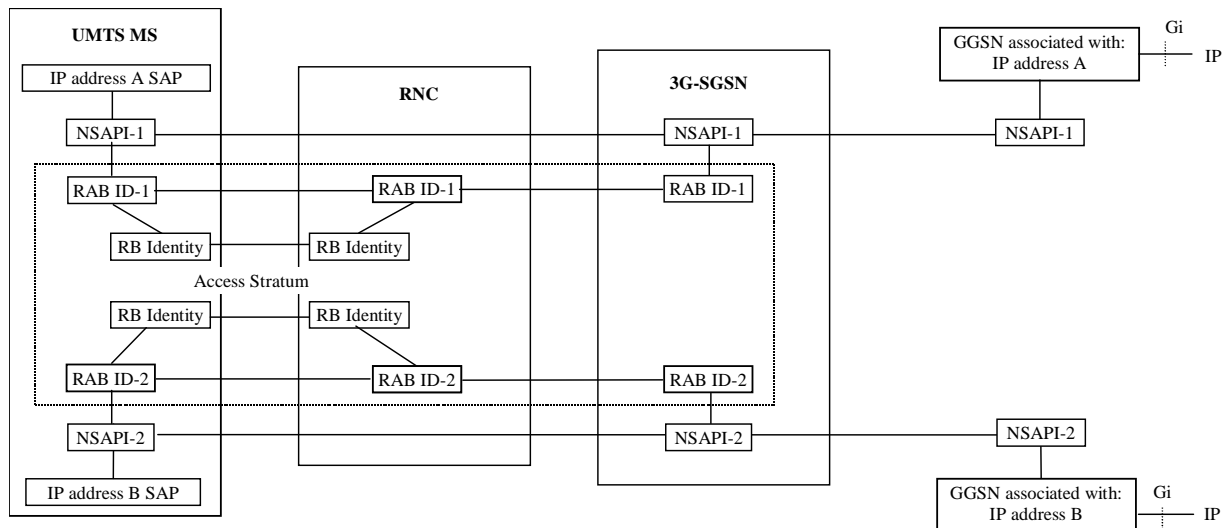 UMTS MS
IP address A SAP
NSAPI-1
RAB ID-1
RB Identity
RNC
RAB ID-1
RB Identity
3G-SGSN
NSAPI-1
RAB ID-1
GGSN associated with:
IP address A
Gi
IP
NSAPI-1
Access Stratum
RB Identity
RAB ID-2
NSAPI-2
IP address B SAP
RB Identity
RAB ID-2
RAB ID-2
NSAPI-2
NSAPI-2
GGSN associated with:
IP address B
Gi
IP